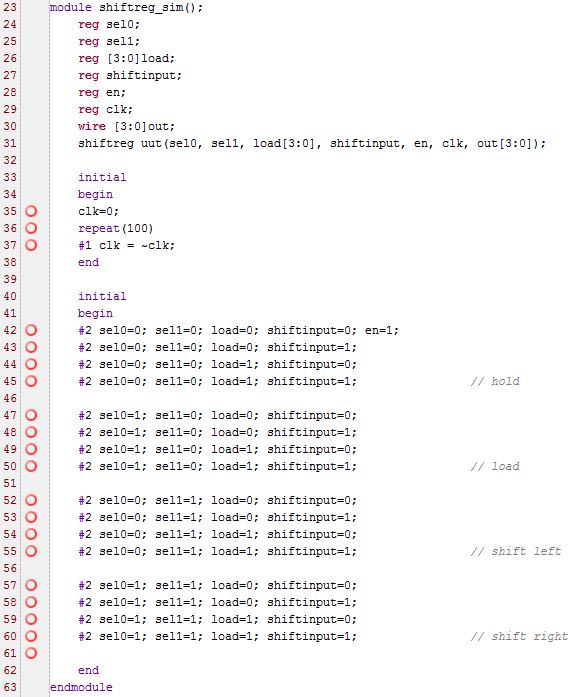 23 module shiftreg_sim();
24 reg sel0;
25 reg sel1;
26 reg [3:0]load;
27 reg shiftinput;
28 reg en;
29 reg clk;
30 wire [3:0]out;
31 shiftreg uut(sel0, sel1, load[3:0], shiftinput, en, clk, out[3:0]);
32
33 initial
34 begin
35 clk=0;
36 repeat(100)
37 #1 clk = ~clk;
38 end
39
40 initial
41 begin
42 #2 sel0=0; sel1=0; load=0; shiftinput=0; en=1;
43 #2 sel0=0; sel1=0; load=0; shiftinput=1;
44 #2 sel0=0; sel1=0; load=1; shiftinput=0;
45 #2 sel0=0; sel1=0; load=1; shiftinput=1; // hold
46
47 #2 sel0=1; sel1=0; load=0; shiftinput=0;
48 #2 sel0=1; sel1=0; load=0; shiftinput=1;
49 #2 sel0=1; sel1=0; load=1; shiftinput=0;
50 #2 sel0=1; sel1=0; load=1; shiftinput=1; // load
51
52 #2 sel0=0; sel1=1; load=0; shiftinput=0;
53 #2 sel0=0; sel1=1; load=0; shiftinput=1;
54 #2 sel0=0; sel1=1; load=1; shiftinput=0;
55 #2 sel0=0; sel1=1; load=1; shiftinput=1; // shift left
56
57 #2 sel0=1; sel1=1; load=0; shiftinput=0;
58 #2 sel0=1; sel1=1; load=0; shiftinput=1;
59 #2 sel0=1; sel1=1; load=1; shiftinput=0;
60 #2 sel0=1; sel1=1; load=1; shiftinput=1; // shift right
61
62 end
63 endmodule